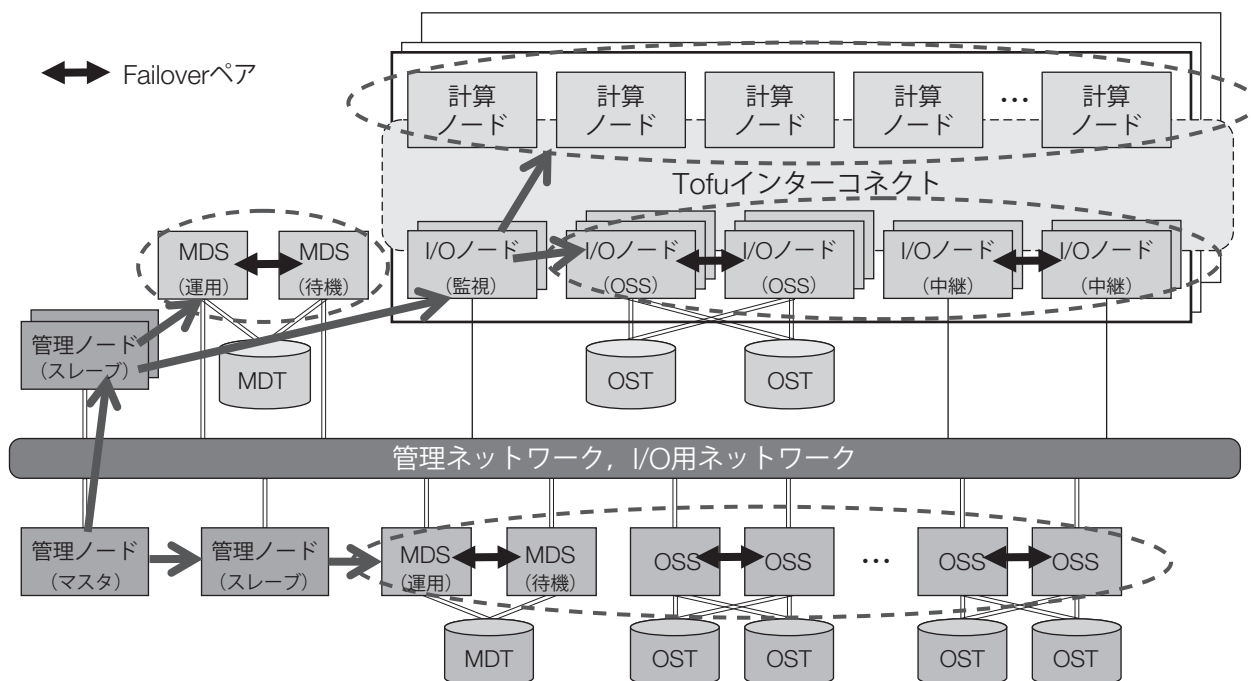 Failoverペア
計算
ノード
計算
ノード
計算
ノード
計算
ノード
…
計算
ノード
Tofuインターコネクト
MDS
（運用）
MDS
（待機）
I/Oノード
（監視）
I/Oノード
（OSS）
I/Oノード
（OSS）
I/Oノード
（中継）
I/Oノード
（中継）
管理ノード
（スレーブ）
MDT
OST
OST
管理ネットワーク，I/O用ネットワーク
管理ノード
（マスタ）
管理ノード
（スレーブ）
MDS
（運用）
MDS
（待機）
OSS
OSS
…
OSS
OSS
MDT
OST
OST
OST
OST